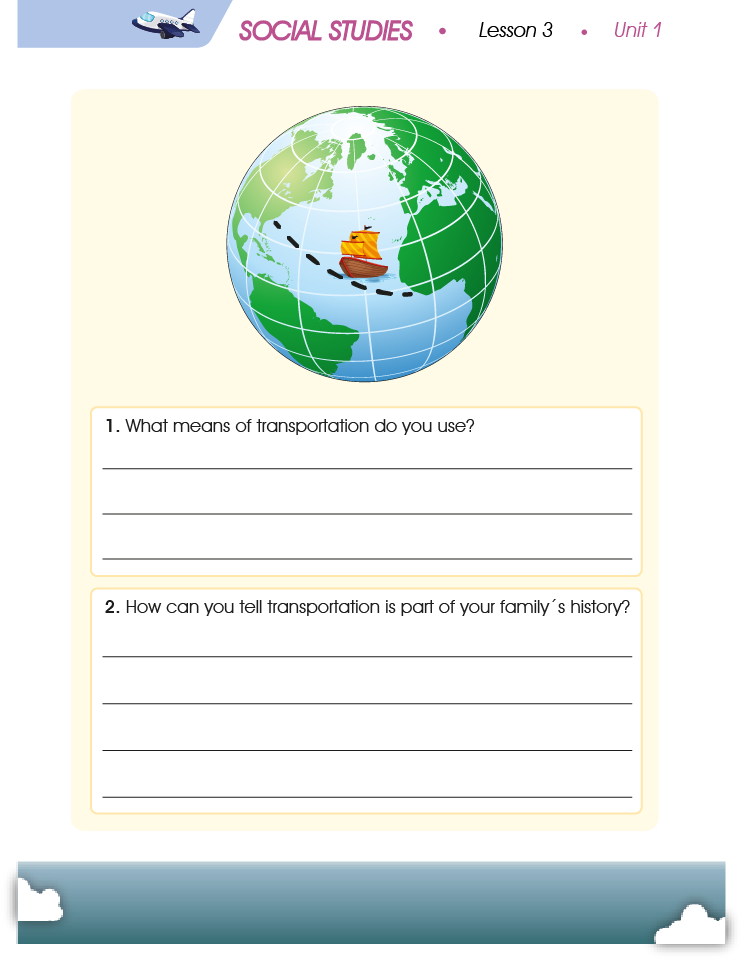 SOCIAL STUDIES • Lesson 3 • Unit 1
1. What means of transportation do you use?
2. How can you tell transportation is part of your family´s history?